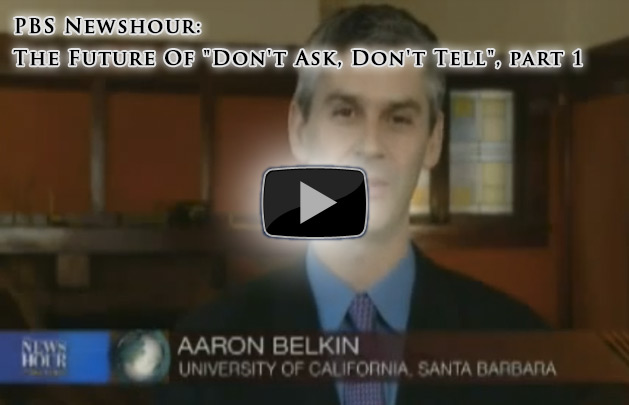 PBS Newshour:
The Future Of "Don't Ask, Don't Tell", part 1
NEWS
HOUR
AARON BELKIN
UNIVERSITY OF CALIFORNIA, SANTA BARBARA